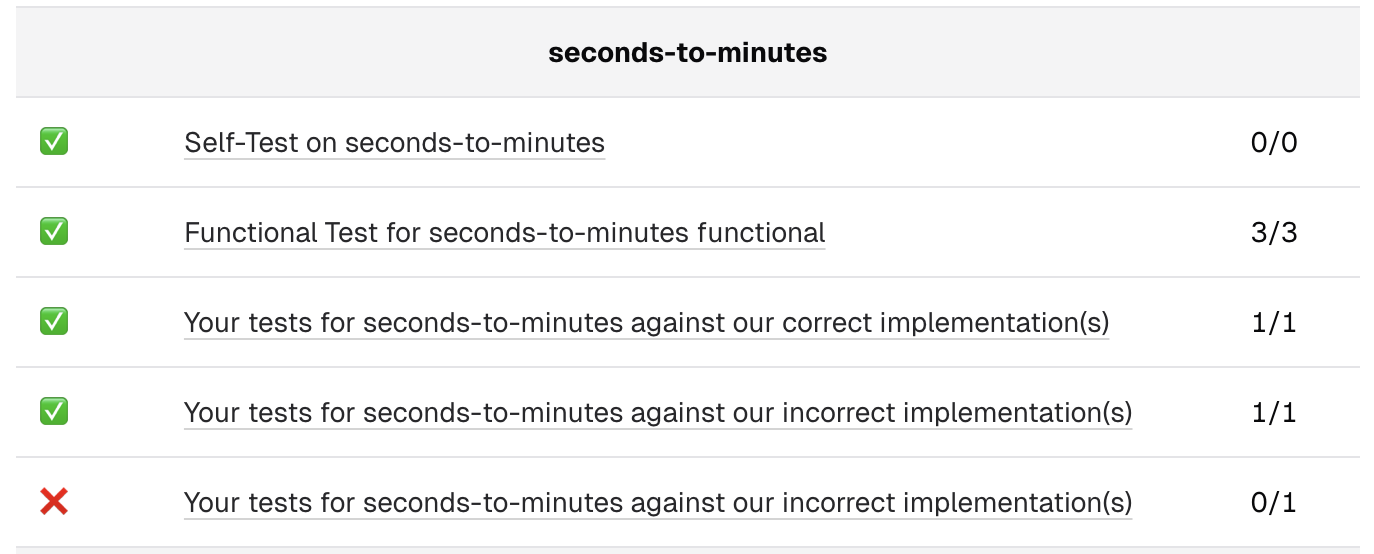 seconds-to-minutes
Self-Test on seconds-to-minutes 0/0
Functional Test for seconds-to-minutes functional 3/3
Your tests for seconds-to-minutes against our correct implementation(s) 1/1
Your tests for seconds-to-minutes against our incorrect implementation(s) 1/1
Your tests for seconds-to-minutes against our incorrect implementation(s) 0/1